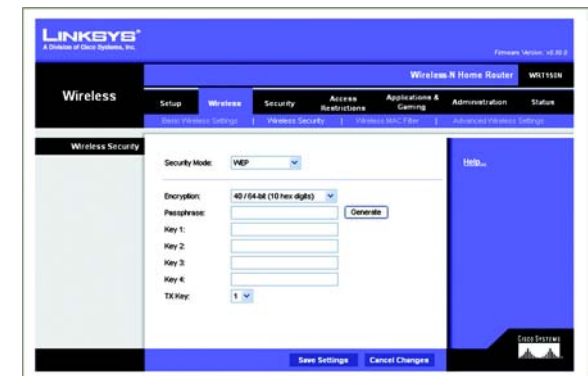 LINKSYS®
A Division of Cisco Systems, Inc.
Firmware Version:
Wireless-N Home Router WRT150N
Wireless
Setup Wireless Security Access Restrictions Applications & Gaming Administration Status
Basic Wireless Settings | Wireless Security | Wireless MAC Filter | Advanced Wireless Settings
Wireless Security
Security Mode: WEP
Help...
Encryption: 40 / 64-bit (10 hex digits)
Passphrase: Generate
Key 1:
Key 2:
Key 3:
Key 4:
TX Key: 1
Save Settings Cancel Changes
CISCO SYSTEMS